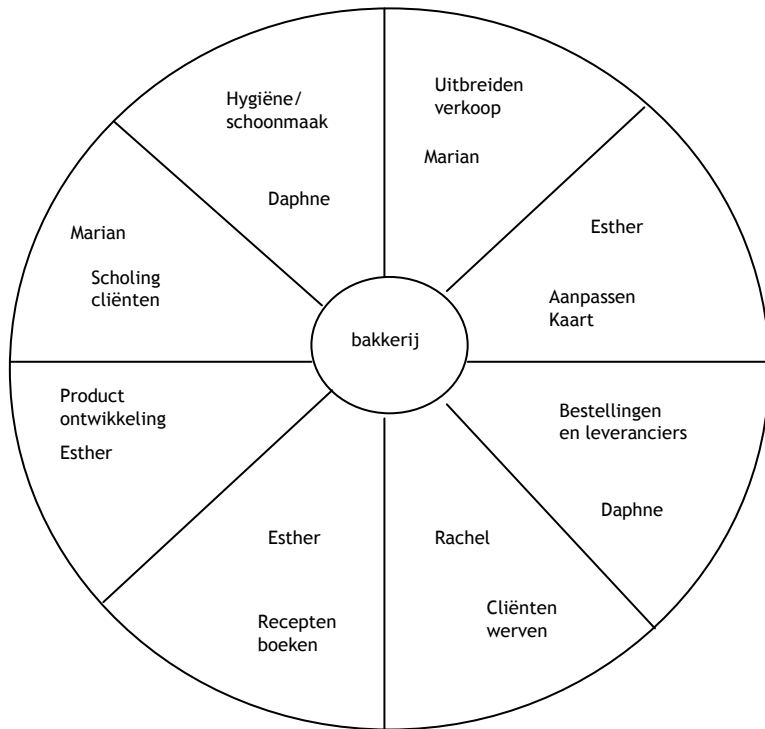 Hygiëne/
schoonmaak
Daphne
Uitbreiden
verkoop
Marian
Esther
Aanpassen
Kaart
Marian
Scholing
cliënten
bakkerij
Product
ontwikkeling
Esther
Bestellingen
en leveranciers
Daphne
Esther
Recepten
boeken
Rachel
Cliënten
werven